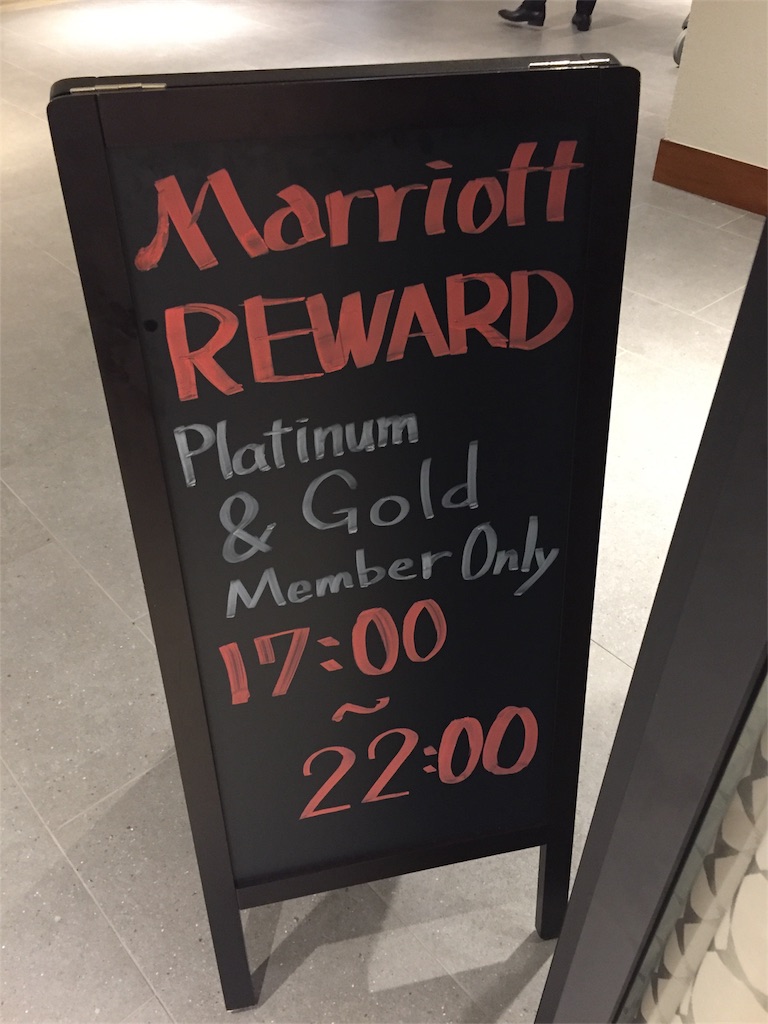 Marriott
REWARD
Platinum
& Gold
Member Only
17:00
~
22:00